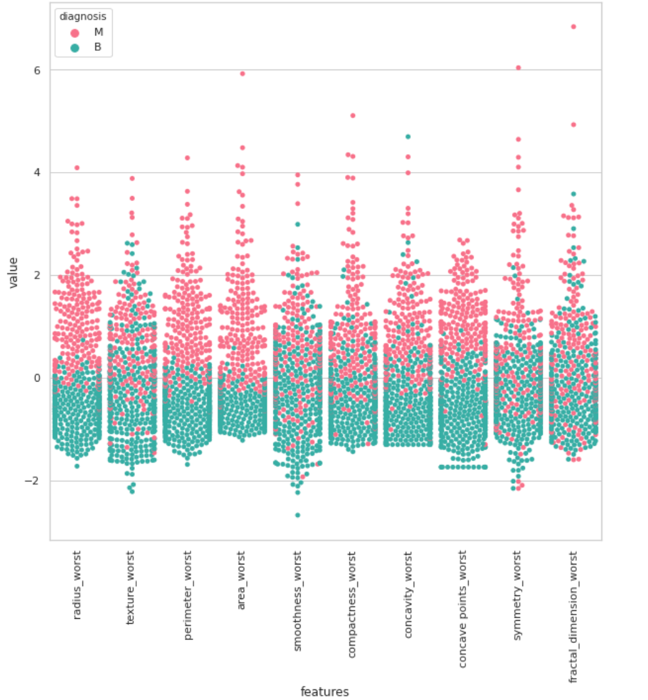 diagnosis
M
B
6
4
2
0
−2
value
radius_worst
texture_worst
perimeter_worst
area_worst
smoothness_worst
compactness_worst
concavity_worst
concave points_worst
symmetry_worst
fractal_dimension_worst
features